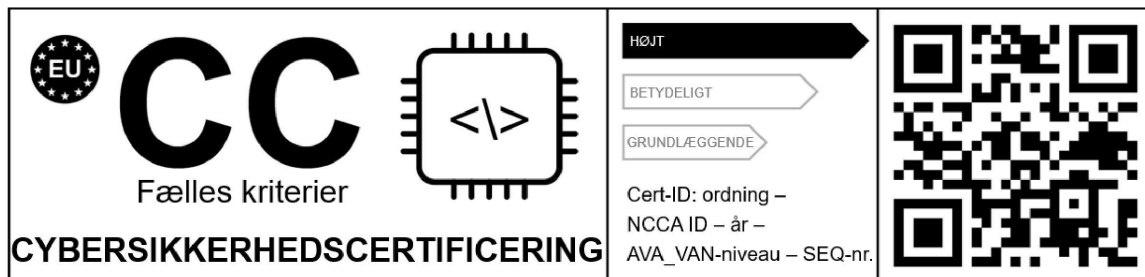 EU
CC
Fælles kriterier
<\>
CYBERSIKKERHEDSCERTIFICERING
HØJT
BETYDELIGT
GRUNDLÆGGENDE
Cert-ID: ordning –
NCCA ID – år –
AVA_VAN-niveau – SEQ-nr.